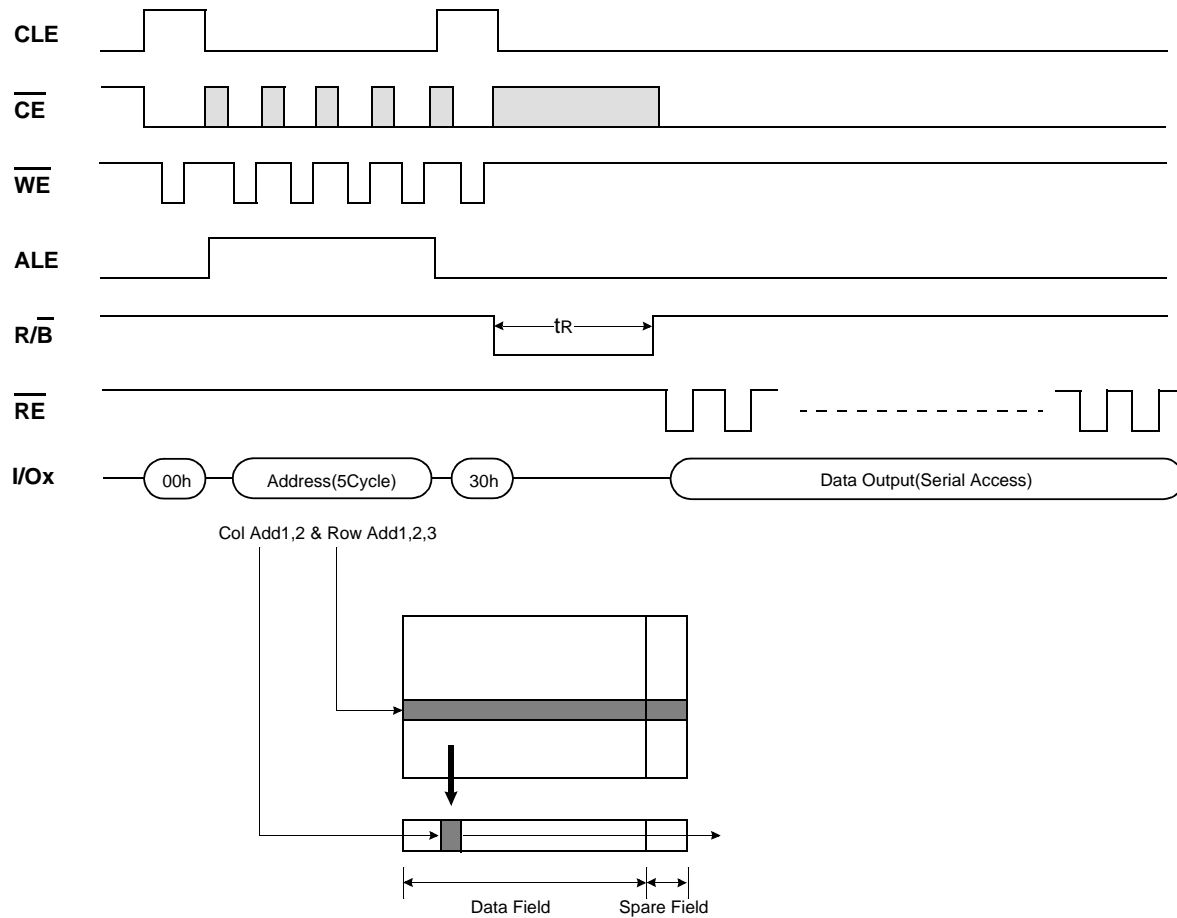 CLE
CE
WE
ALE
R/B
tR
RE
I/Ox
00h
Address(5Cycle)
30h
Data Output(Serial Access)
Col Add1,2 & Row Add1,2,3
Data Field
Spare Field